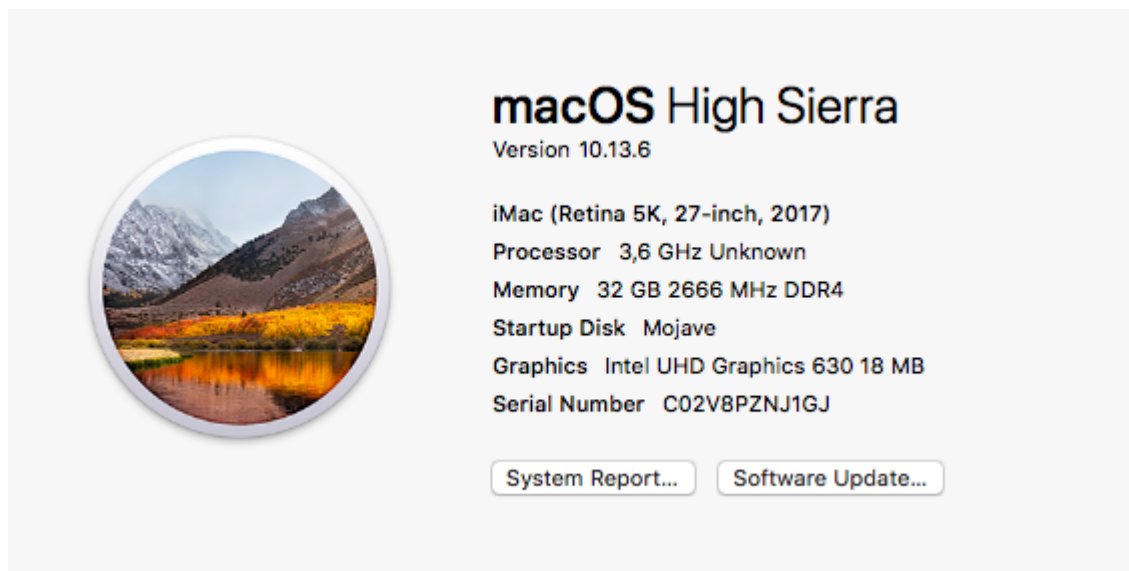 macOS High Sierra
Version 10.13.6
iMac (Retina 5K, 27-inch, 2017)
Processor 3,6 GHz Unknown
Memory 32 GB 2666 MHz DDR4
Startup Disk Mojave
Graphics Intel UHD Graphics 630 18 MB
Serial Number C02V8PZNJ1GJ
System Report...
Software Update...